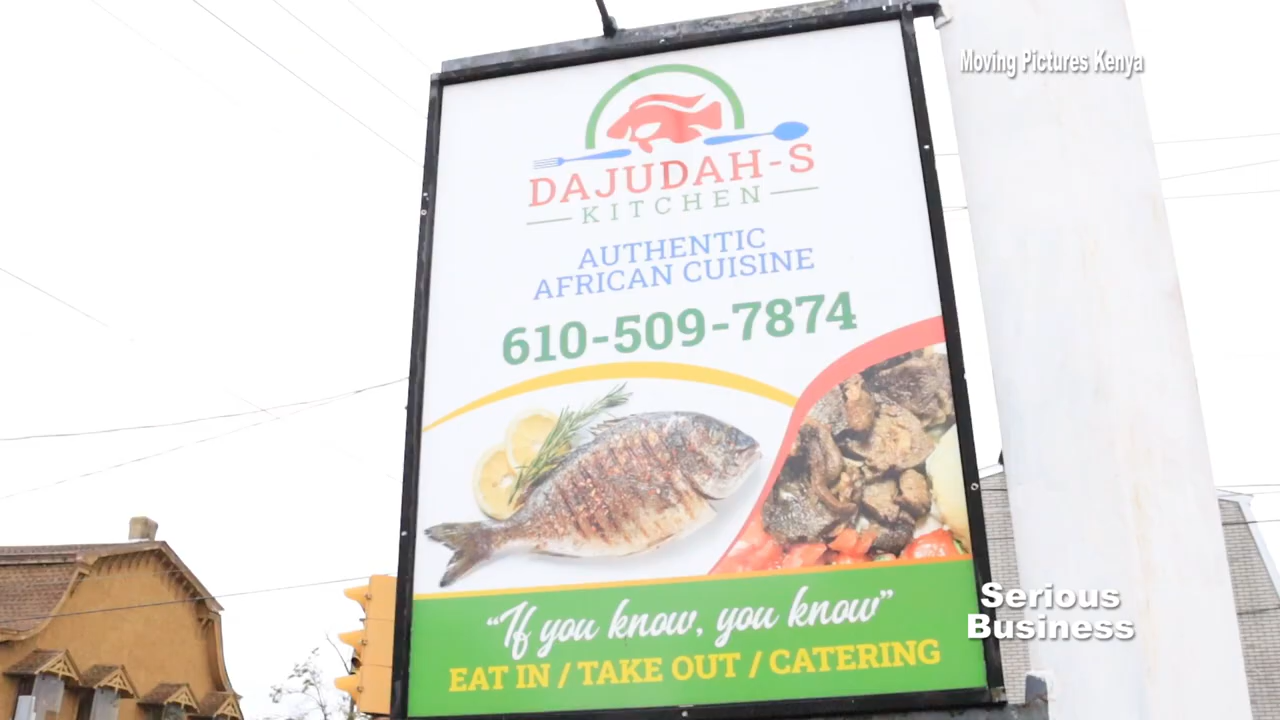 Moving Pictures Kenya
DAJUDAH-S
KITCHEN
AUTHENTIC
AFRICAN CUISINE
610-509-7874
"If you know, you know"
EAT IN / TAKE OUT / CATERING
Serious
Business